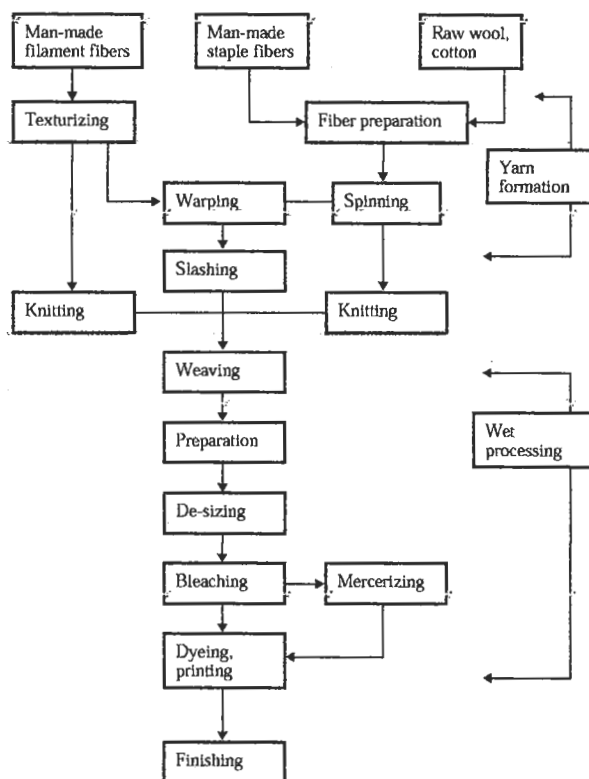 Man-made
filament fibers
Man-made
staple fibers
Raw wool,
cotton
Texturizing
Fiber preparation
Yarn
formation
Warping
Spinning
Slashing
Knitting
Knitting
Weaving
Wet
processing
Preparation
De-sizing
Bleaching
Mercerizing
Dyeing,
printing
Finishing